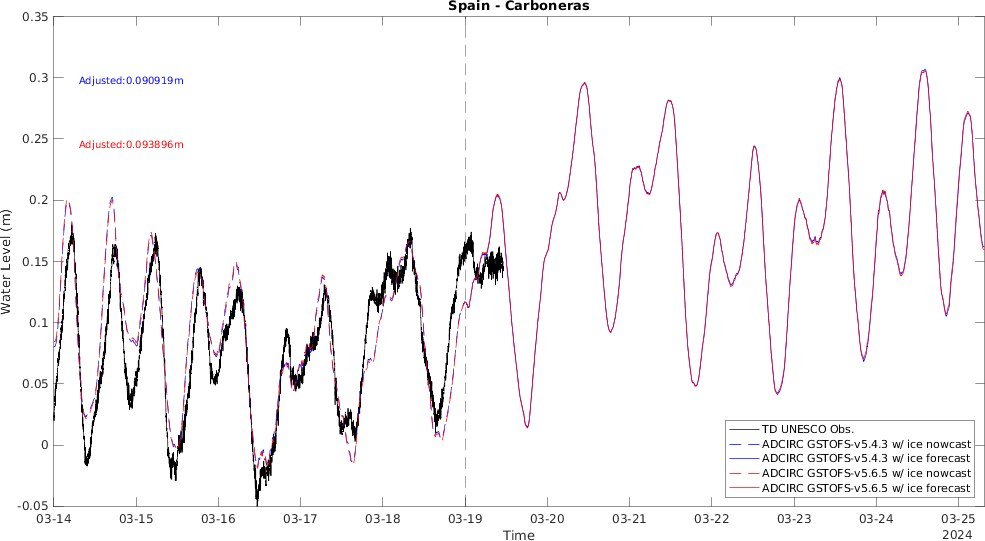 Spain - Carboneras
0.35
0.3
0.25
0.2
0.15
0.1
0.05
0
-0.05
Water Level (m)
Adjusted:0.090919m
Adjusted:0.093896m
TD UNESCO Obs.
ADCIRC GSTOFS-v5.4.3 w/ ice nowcast
ADCIRC GSTOFS-v5.4.3 w/ ice forecast
ADCIRC GSTOFS-v5.6.5 w/ ice nowcast
ADCIRC GSTOFS-v5.6.5 w/ ice forecast
03-14 03-15 03-16 03-17 03-18 03-19 03-20 03-21 03-22 03-23 03-24 03-25
Time
2024